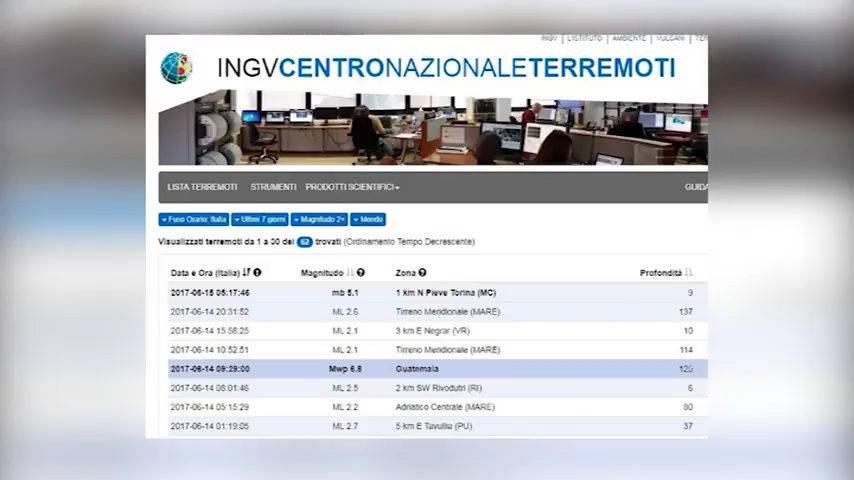 INGV | L'ISTITUTO | AMBIENTE | VULCANI |
INGVCENTRONAZIONALETERREMOTI
LISTA TERREMOTI STRUMENTI PRODOTTI SCIENTIFICI GUIDA
Fuso Orario: Italia Ultimi 7 giorni Magnitudo 2+ Mondo
Visualizzati terremoti da 1 a 30 dei 62 trovati (Ordinamento Tempo Decrescente)
Data e Ora (Italia) Magnitudo Zona Profondità
2017-06-15 05:17:46 mb 5.1 1 km N Pieve Torina (MC) 9
2017-06-14 20:31:52 ML 2.6 Tirreno Meridionale (MARE) 137
2017-06-14 15:58:25 ML 2.1 3 km E Negrar (VR) 10
2017-06-14 10:52:51 ML 2.1 Tirreno Meridionale (MARE) 114
2017-06-14 09:29:00 Mwp 6.8 Guatemala
2017-06-14 08:01:46 ML 2.5 2 km SW Rivodutri (RI) 6
2017-06-14 05:15:29 ML 2.2 Adriatico Centrale (MARE) 80
2017-06-14 01:19:05 ML 2.7 5 km E Tavullia (PU) 37